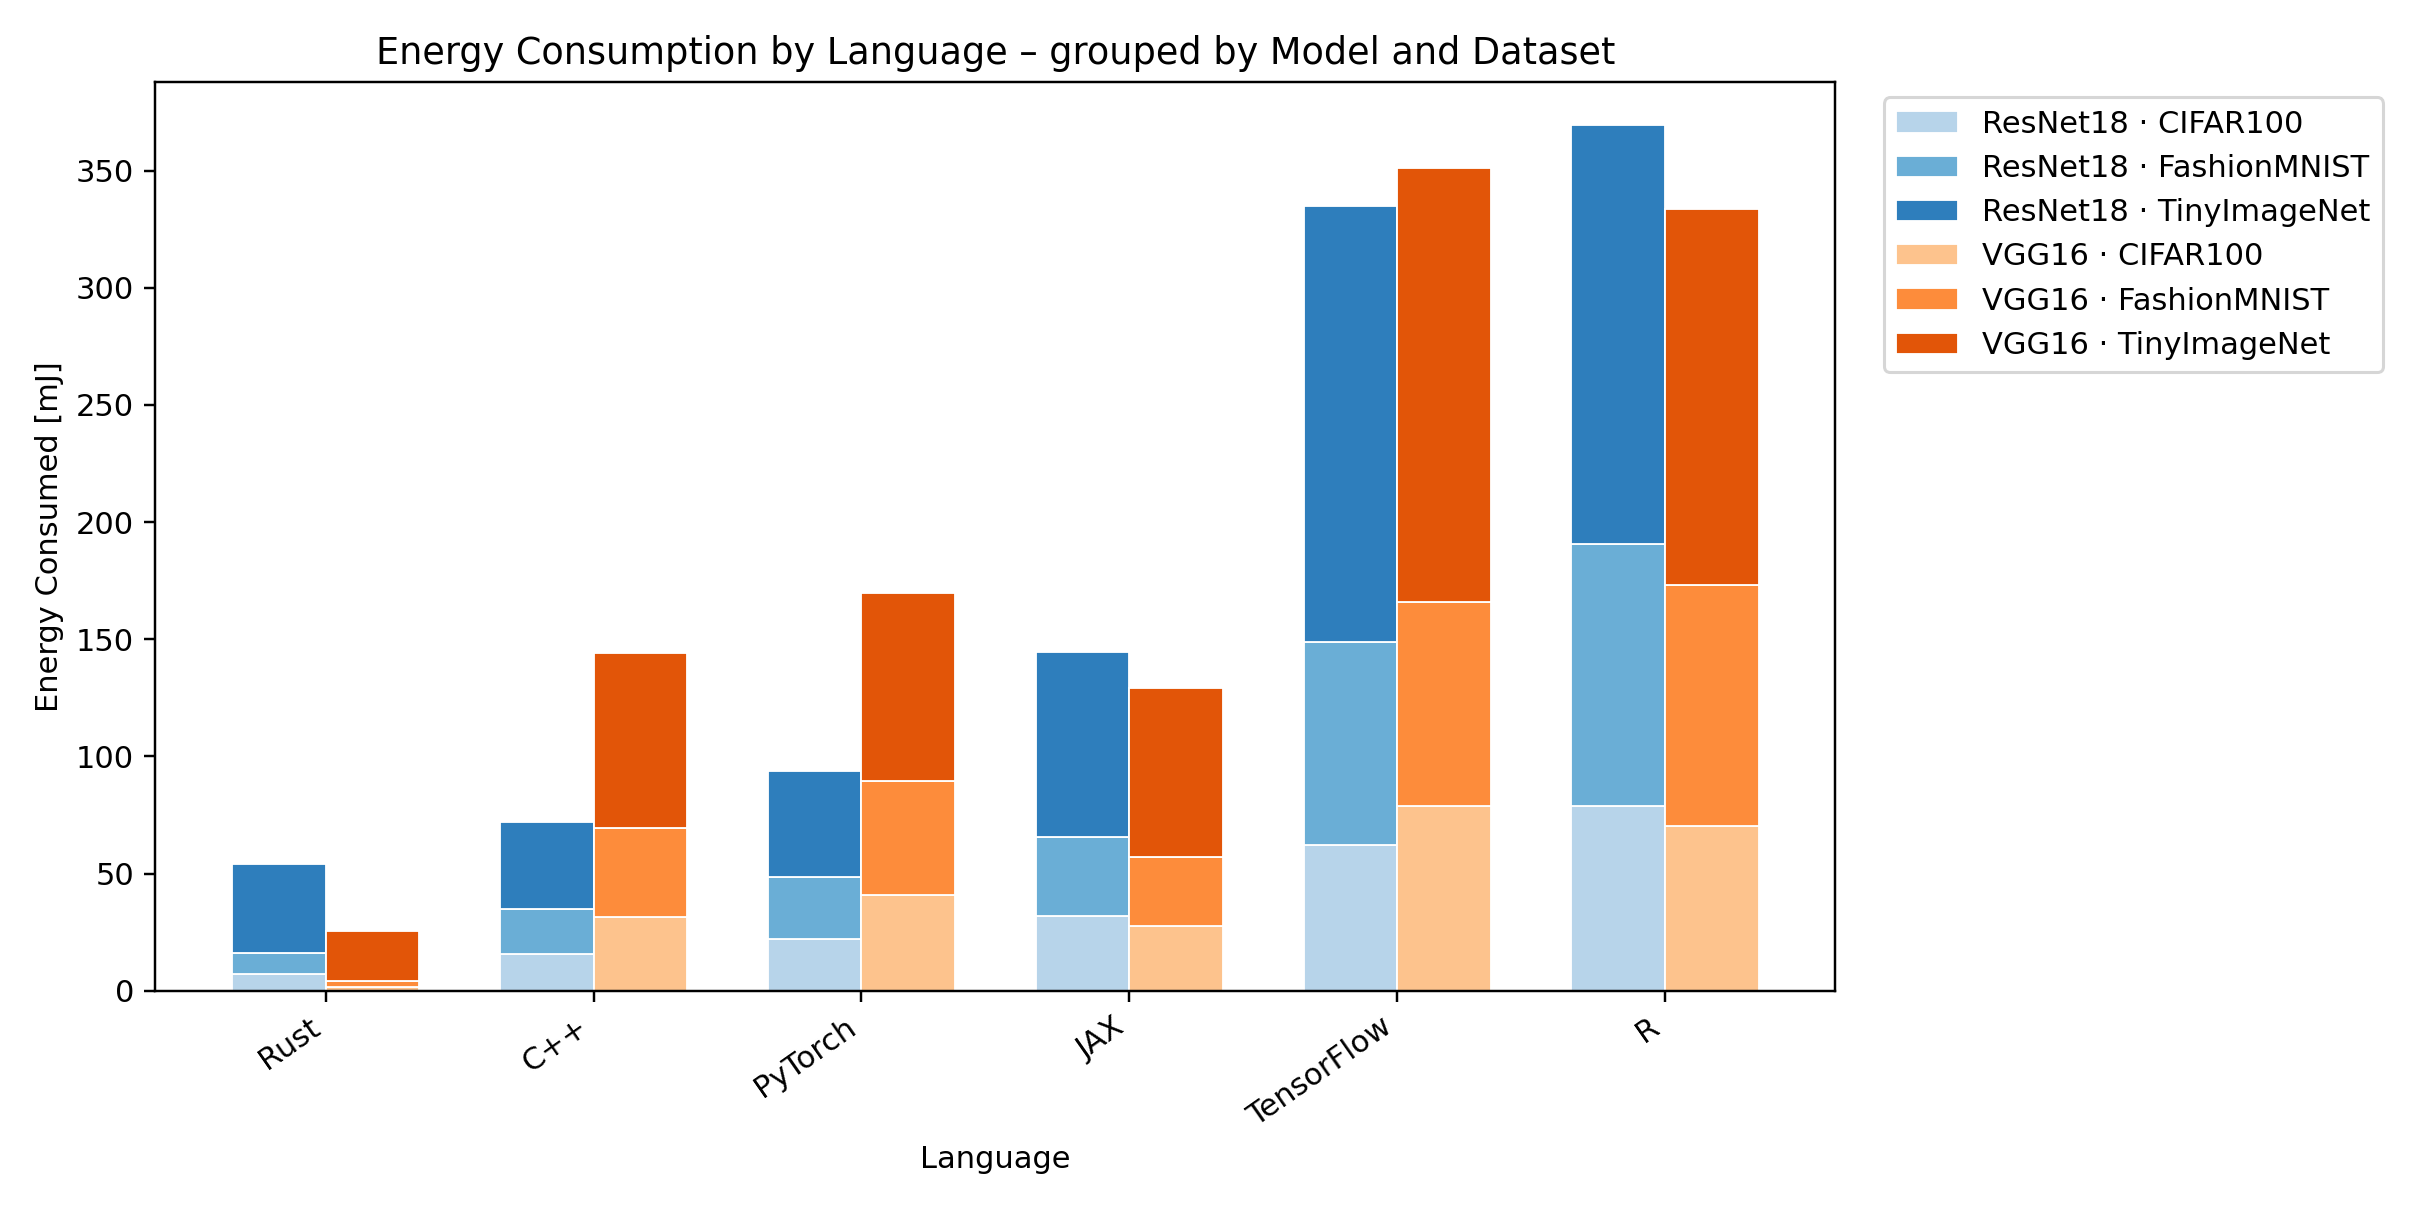 Energy Consumption by Language – grouped by Model and Dataset
ResNet18 · CIFAR100
ResNet18 · FashionMNIST
ResNet18 · TinyImageNet
VGG16 · CIFAR100
VGG16 · FashionMNIST
VGG16 · TinyImageNet
Energy Consumed [mJ]
350
300
250
200
150
100
50
0
Rust
C++
PyTorch
JAX
TensorFlow
R
Language